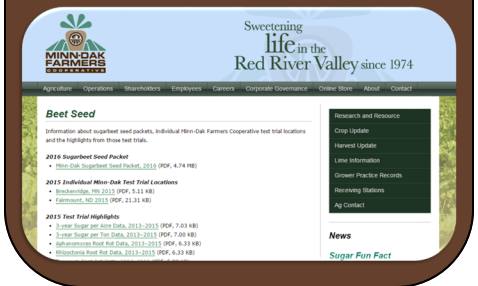 Sweetening
life in the
Red River Valley since 1974
MINN-DAK
FARMERS
COOPERATIVE
Agriculture Operations Shareholders Employees Careers Corporate Governance Online Store About Contact
Beet Seed
Information about sugarbeet seed packets, individual Minn-Dak Farmers Cooperative test trial locations
and the highlights from those test trials.
2016 Sugarbeet Seed Packet
• Minn-Dak Sugarbeet Seed Packet, 2016 (PDF, 4.74 MB)
2015 Individual Minn-Dak Test Trial Locations
• Breckenridge, MN 2015 (PDF, 5.11 KB)
• Fairmount, ND 2015 (PDF, 21.31 KB)
2015 Test Trial Highlights
• 3-year Sugar per Acre Data, 2013–2015 (PDF, 7.03 KB)
• 3-year Sugar per Ton Data, 2013–2015 (PDF, 7.00 KB)
• Aphanomyces Root Rot Data, 2013–2015 (PDF, 6.33 KB)
• Rhizoctonia Root Rot Data, 2013–2015 (PDF, 6.33 KB)
Research and Resource
Crop Update
Harvest Update
Lime Information
Grower Practice Records
Receiving Stations
Ag Contact
News
Sugar Fun Fact